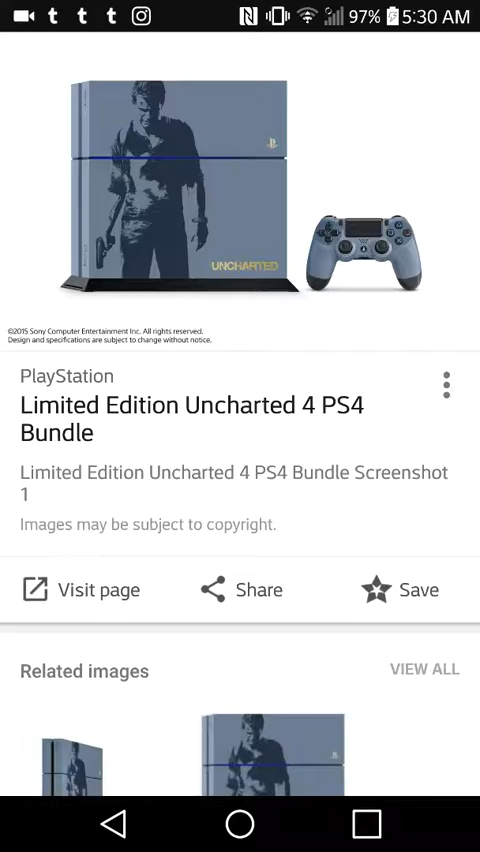 97% 5:30 AM
UNCHARTED
©2015 Sony Computer Entertainment Inc. All rights reserved.
Design and specifications are subject to change without notice.
PlayStation
Limited Edition Uncharted 4 PS4
Bundle
Limited Edition Uncharted 4 PS4 Bundle Screenshot
1
Images may be subject to copyright.
Visit page
Share
Save
Related images
VIEW ALL